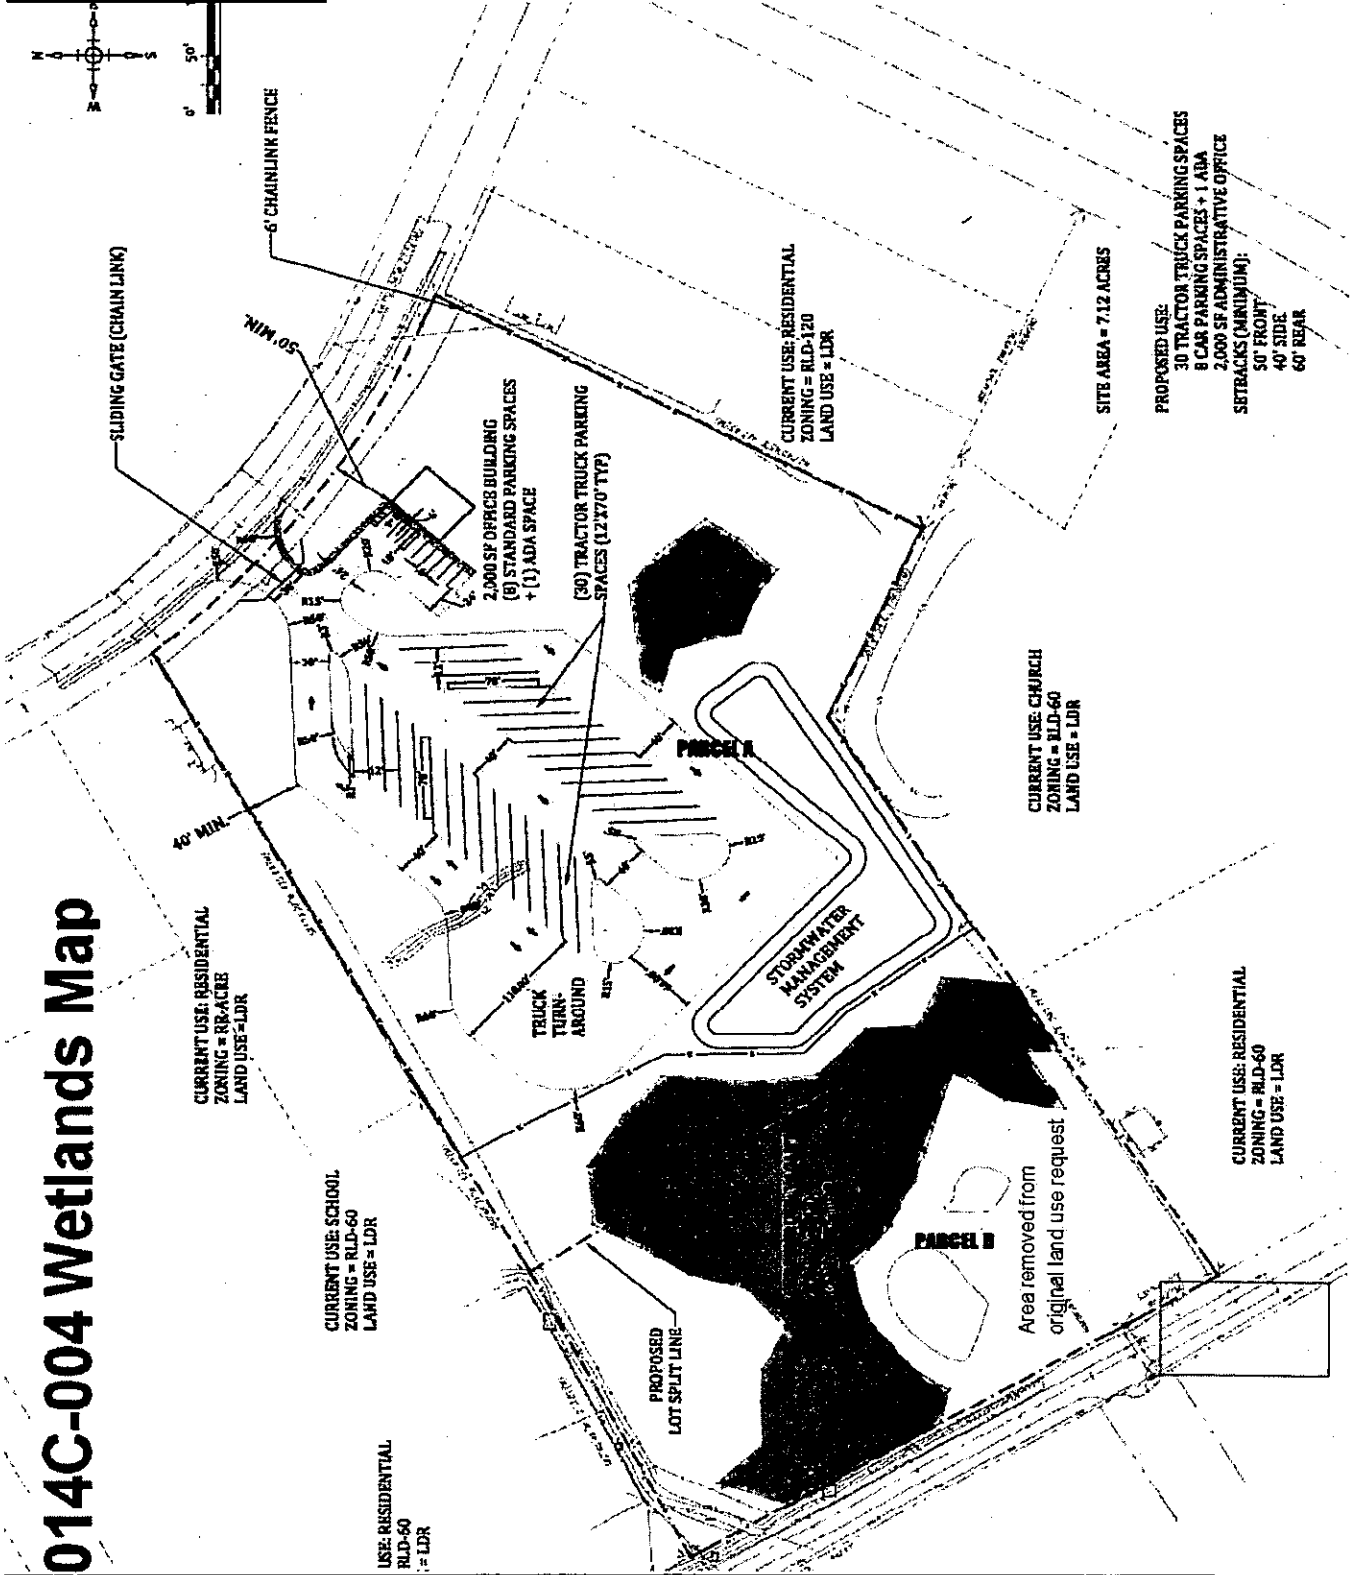 014C-004 Wetlands Map
N
S
W
0'
50'
6' CHAINLINK FENCE
SLIDING GATE (CHAIN LINK)
50' MIN.
2,000 SF OFFICE BUILDING
(8) STANDARD PARKING SPACES
+ (1) ADA SPACE
(30) TRACTOR TRUCK PARKING
SPACES (12'X70' TYP)
CURRENT USE: RESIDENTIAL
ZONING = RLD-120
LAND USE = LDR
SITE AREA = 7.12 ACRES
PROPOSED USE:
30 TRACTOR TRUCK PARKING SPACES
8 CAR PARKING SPACES + 1 ADA
2,000 SF ADMINISTRATIVE OFFICE
SETBACKS (MINIMUM):
50' FRONT
40' SIDE
60' REAR
40' MIN.
CURRENT USE: RESIDENTIAL
ZONING = RR-ACRE
LAND USE = LDR
PARCEL A
TRUCK
TURN-
AROUND
STORMWATER
MANAGEMENT
SYSTEM
CURRENT USE: CHURCH
ZONING = RLD-60
LAND USE = LDR
CURRENT USE: SCHOOL
ZONING = RLD-60
LAND USE = LDR
PROPOSED
LOT SPLIT LINE
PARCEL B
Area removed from
original land use request
CURRENT USE: RESIDENTIAL
ZONING = RLD-60
LAND USE = LDR
USE: RESIDENTIAL
RLD-60
= LDR